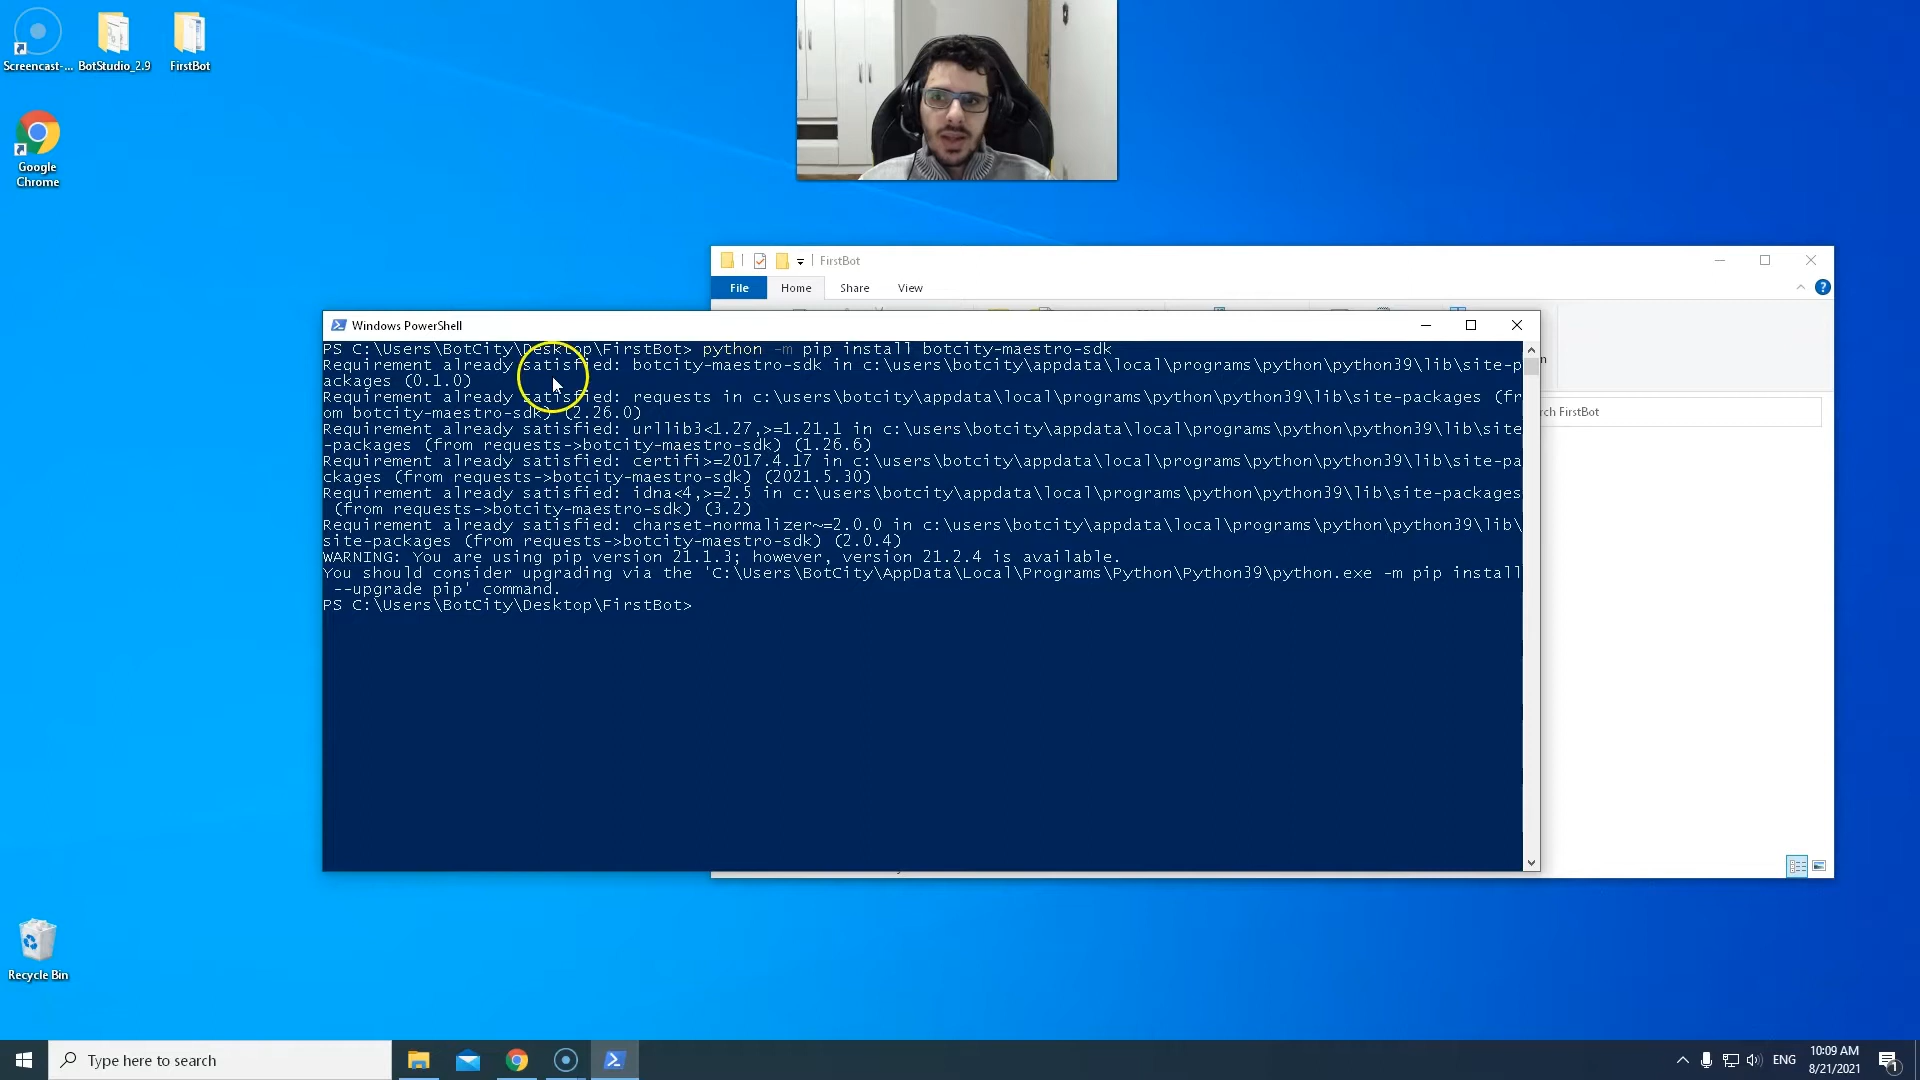 Screencast-...
BotStudio_2.9
FirstBot
Google
Chrome
FirstBot
File
Home
Share
View
Windows PowerShell
PS C:\Users\BotCity\Desktop\FirstBot> python -m pip install botcity-maestro-sdk
Requirement already satisfied: botcity-maestro-sdk in c:\users\botcity\appdata\local\programs\python\python39\lib\site-p
ackages (0.1.0)
Requirement already satisfied: requests in c:\users\botcity\appdata\local\programs\python\python39\lib\site-packages (fr
om botcity-maestro-sdk) (2.26.0)
Requirement already satisfied: urllib3<1.27,>=1.21.1 in c:\users\botcity\appdata\local\programs\python\python39\lib\site
-packages (from requests->botcity-maestro-sdk) (1.26.6)
Requirement already satisfied: certifi>=2017.4.17 in c:\users\botcity\appdata\local\programs\python\python39\lib\site-pa
ckages (from requests->botcity-maestro-sdk) (2021.5.30)
Requirement already satisfied: idna<4,>=2.5 in c:\users\botcity\appdata\local\programs\python\python39\lib\site-packages
(from requests->botcity-maestro-sdk) (3.2)
Requirement already satisfied: charset-normalizer~=2.0.0 in c:\users\botcity\appdata\local\programs\python\python39\lib\
site-packages (from requests->botcity-maestro-sdk) (2.0.4)
WARNING: You are using pip version 21.1.3; however, version 21.2.4 is available.
You should consider upgrading via the 'C:\Users\BotCity\AppData\Local\Programs\Python\Python39\python.exe -m pip install
--upgrade pip' command.
PS C:\Users\BotCity\Desktop\FirstBot>
rch FirstBot
Recycle Bin
Type here to search
ENG
10:09 AM
8/21/2021
1